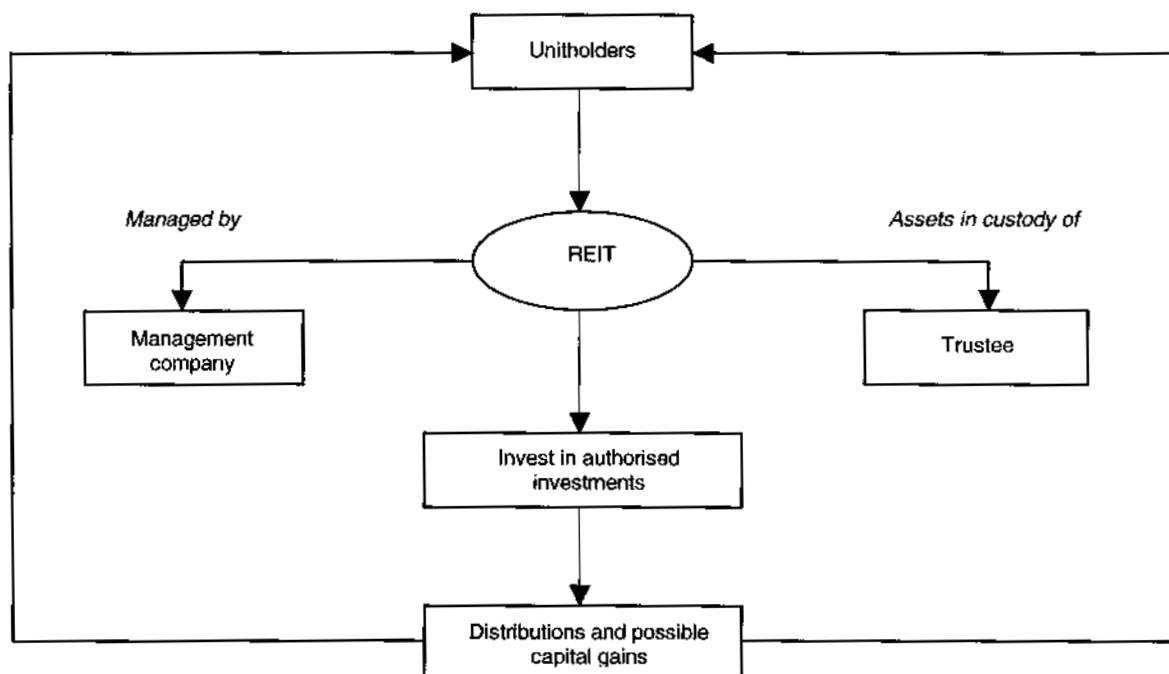 Unitholders
Managed by
Assets in custody of
REIT
Management
company
Trustee
Invest in authorised
investments
Distributions and possible
capital gains